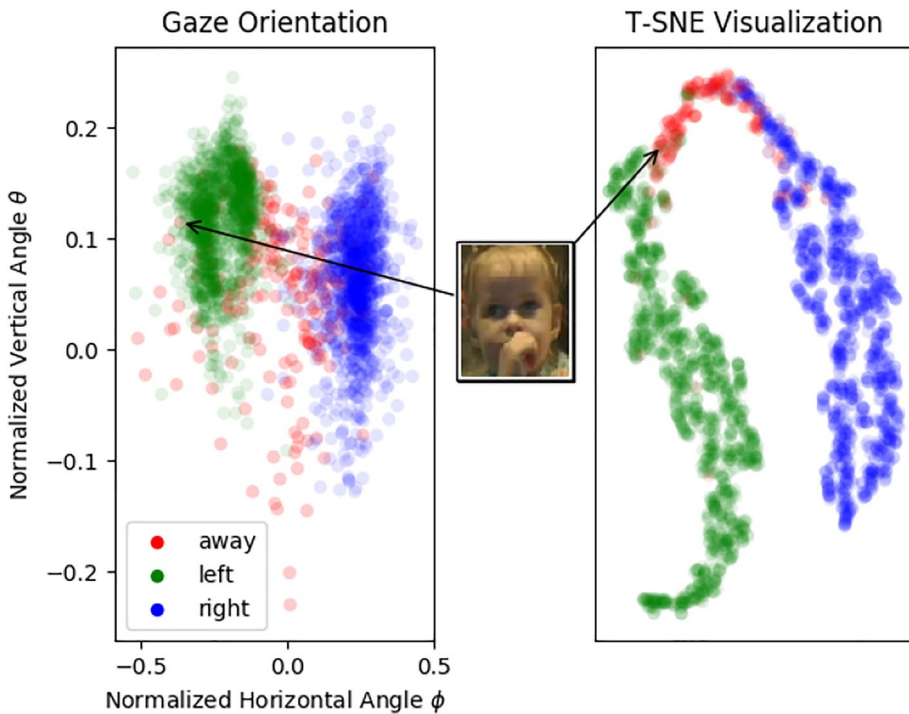 Gaze Orientation
T-SNE Visualization
Normalized Vertical Angle θ
0.2
0.1
0.0
−0.1
−0.2
away
left
right
−0.5
0.0
0.5
Normalized Horizontal Angle ϕ